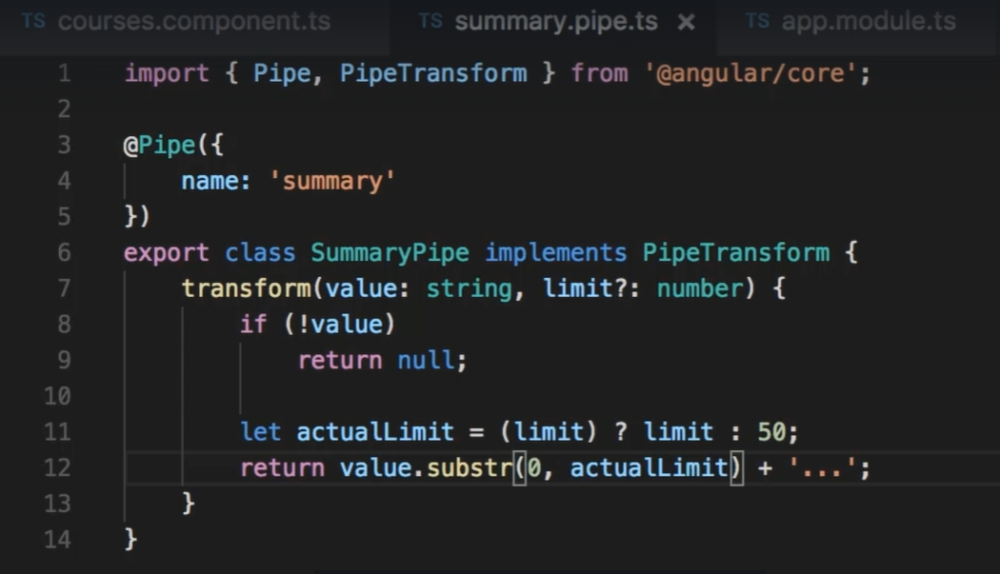 TS courses.component.ts TS summary.pipe.ts × TS app.module.ts
1 import { Pipe, PipeTransform } from '@angular/core';
2
3 @Pipe({
4     name: 'summary'
5 })
6 export class SummaryPipe implements PipeTransform {
7     transform(value: string, limit?: number) {
8         if (!value)
9             return null;
10
11         let actualLimit = (limit) ? limit : 50;
12         return value.substr(0, actualLimit) + '...';
13     }
14 }